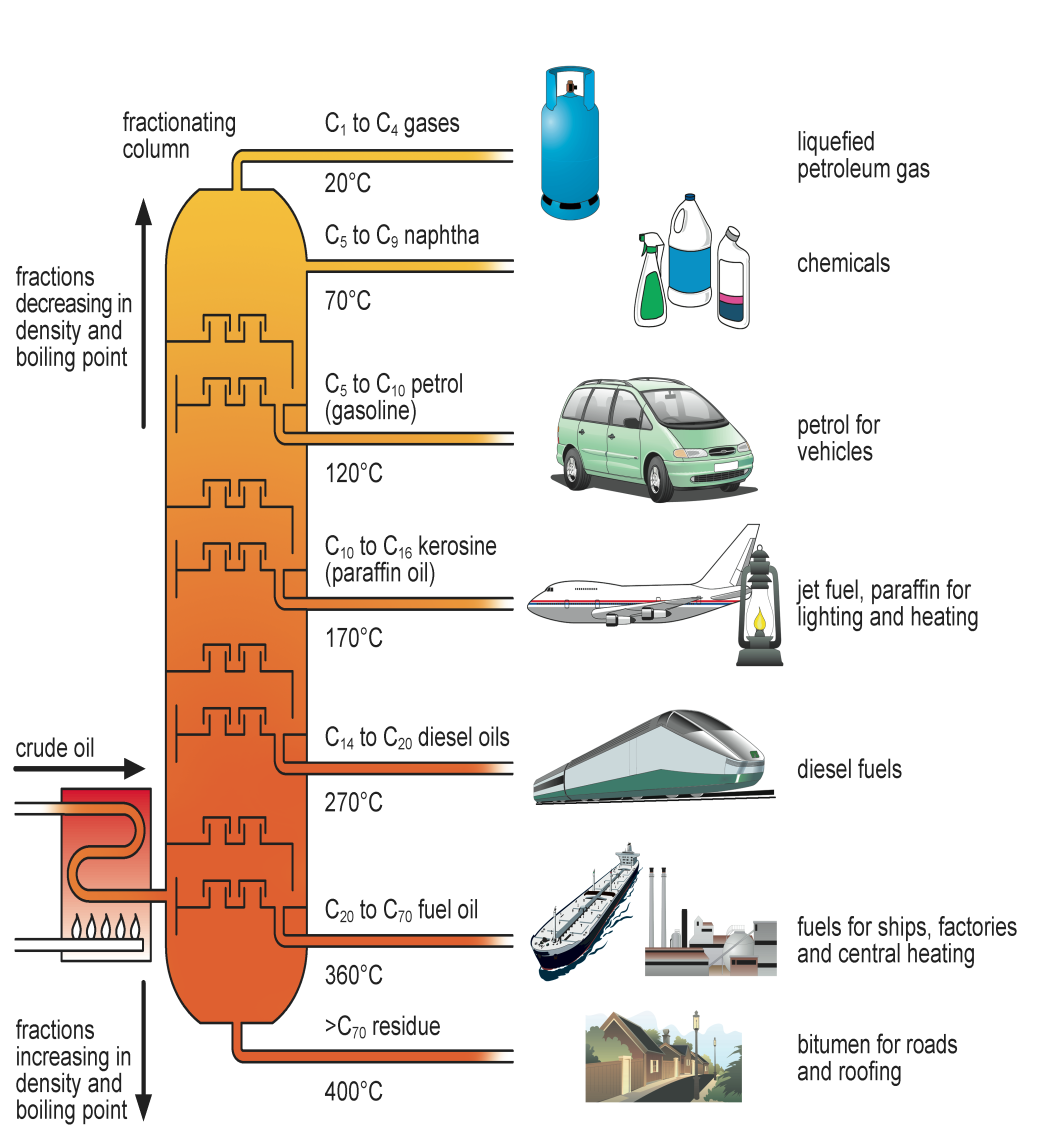 fractionating
column
C₁ to C₄ gases
20°C
liquefied
petroleum gas
fractions
decreasing in
density and
boiling point
C₅ to C₉ naphtha
70°C
chemicals
C₅ to C₁₀ petrol
(gasoline)
120°C
petrol for
vehicles
C₁₀ to C₁₆ kerosine
(paraffin oil)
170°C
jet fuel, paraffin for
lighting and heating
crude oil
C₁₄ to C₂₀ diesel oils
270°C
diesel fuels
C₂₀ to C₇₀ fuel oil
360°C
fuels for ships, factories
and central heating
fractions
increasing in
density and
boiling point
>C₇₀ residue
400°C
bitumen for roads
and roofing